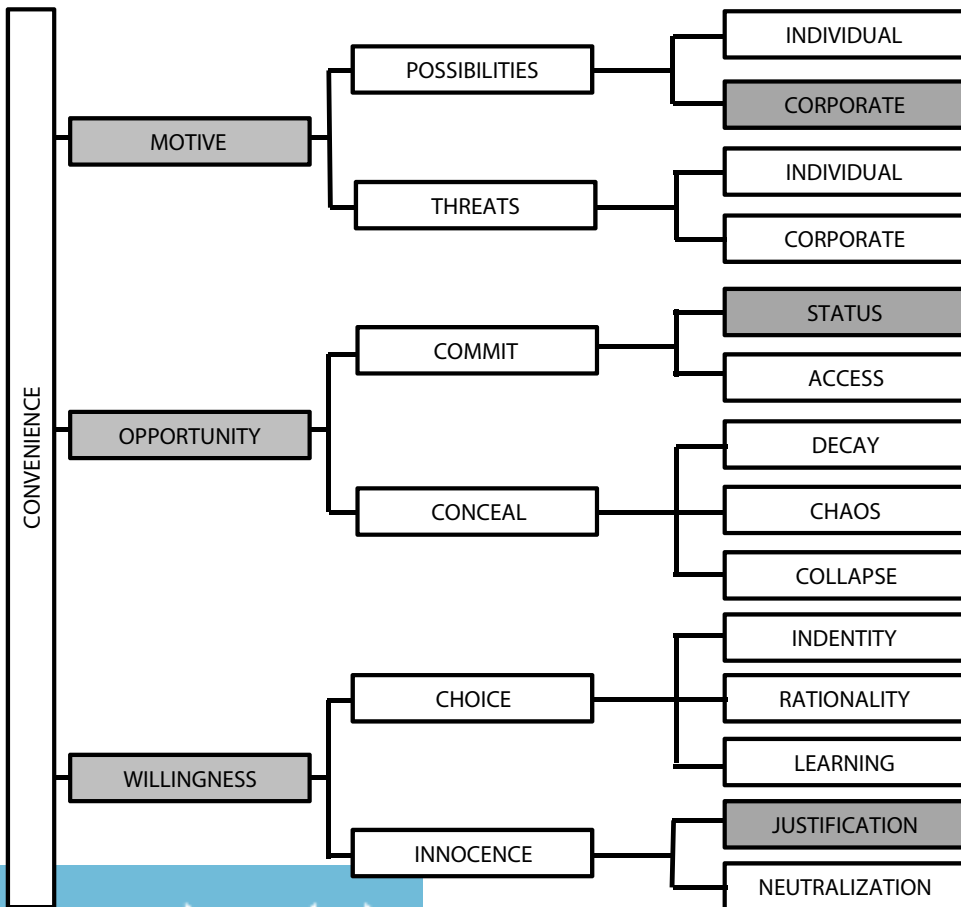 CONVENIENCE
MOTIVE
POSSIBILITIES
INDIVIDUAL
CORPORATE
THREATS
INDIVIDUAL
CORPORATE
OPPORTUNITY
COMMIT
STATUS
ACCESS
CONCEAL
DECAY
CHAOS
COLLAPSE
WILLINGNESS
CHOICE
INDENTITY
RATIONALITY
LEARNING
INNOCENCE
JUSTIFICATION
NEUTRALIZATION